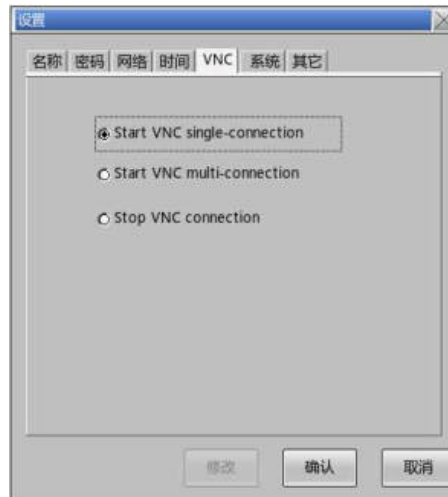 设置
名称 密码 网络 时间 VNC 系统 其它
Start VNC single-connection
Start VNC multi-connection
Stop VNC connection
修改 确认 取消